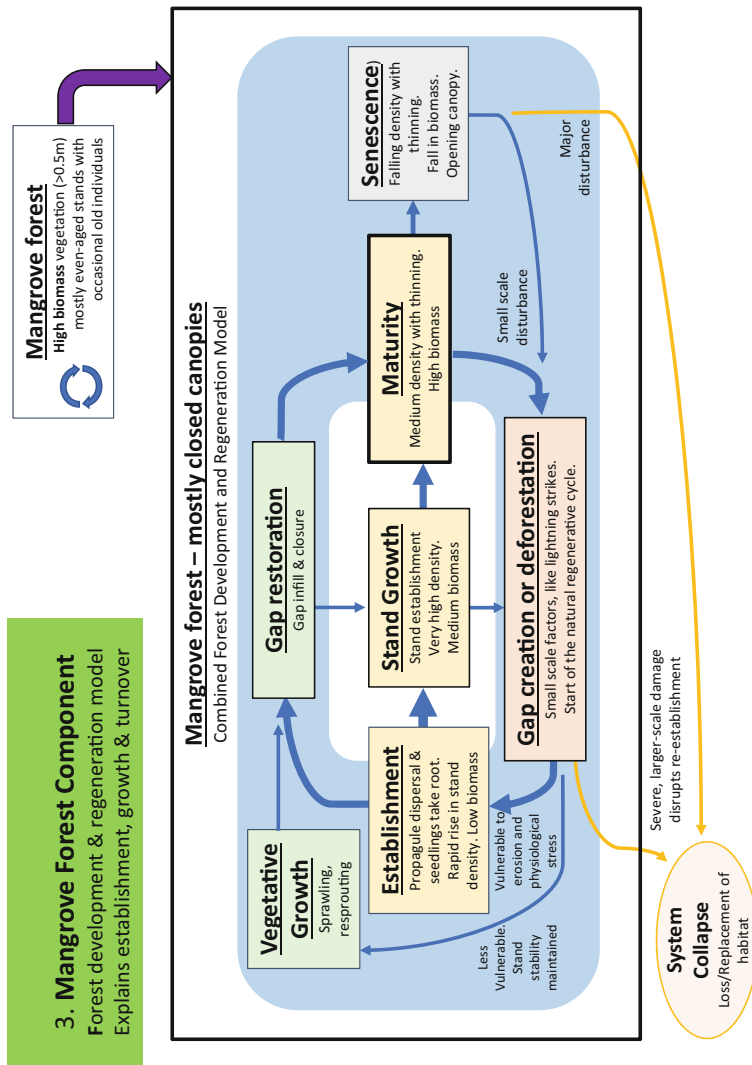 3. Mangrove Forest Component
Forest development & regeneration model
Explains establishment, growth & turnover
Mangrove forest
High biomass vegetation (>0.5m)
mostly even-aged stands with
occasional old individuals
Mangrove forest – mostly closed canopies
Combined Forest Development and Regeneration Model
Vegetative
Growth
Sprawling,
resprouting
Gap restoration
Gap infill & closure
Establishment
Propagule dispersal &
seedlings take root.
Rapid rise in stand
density. Low biomass
Stand Growth
Stand establishment
Very high density.
Medium biomass
Maturity
Medium density with thinning.
High biomass
Senescence)
Falling density with
thinning.
Fall in biomass.
Opening canopy.
Less
Vulnerable.
Stand
stability
maintained
Vulnerable to
erosion and
physiological
stress
Gap creation or deforestation
Small scale factors, like lightning strikes.
Start of the natural regenerative cycle.
Small scale
disturbance
Major
disturbance
Severe, larger-scale damage
disrupts re-establishment
System
Collapse
Loss/Replacement of
habitat